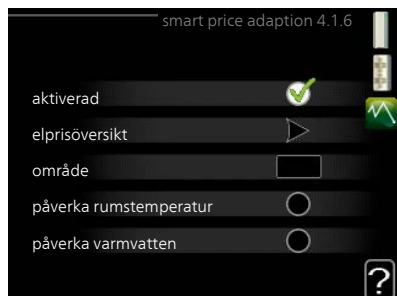 smart price adaption 4.1.6
aktiverad
elprisöversikt
område
påverka rumstemperatur
påverka varmvatten
?